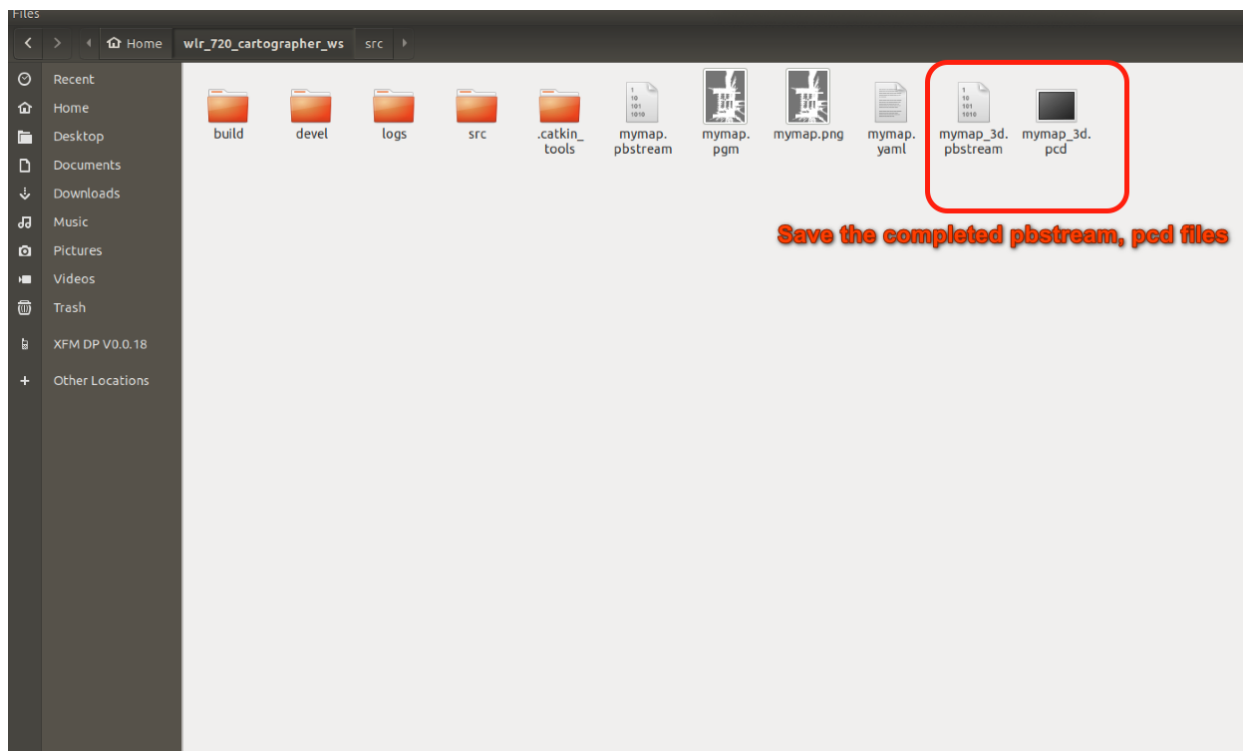 Files
Home wlr_720_cartographer_ws src
Recent
Home
Desktop
Documents
Downloads
Music
Pictures
Videos
Trash
XFM DP V0.0.18
Other Locations
build
devel
logs
src
.catkin_
tools
mymap.
pbstream
mymap.
pgm
mymap.png
mymap.
yaml
mymap_3d.
pbstream
mymap_3d.
pcd
Save the completed pbstream, pcd files